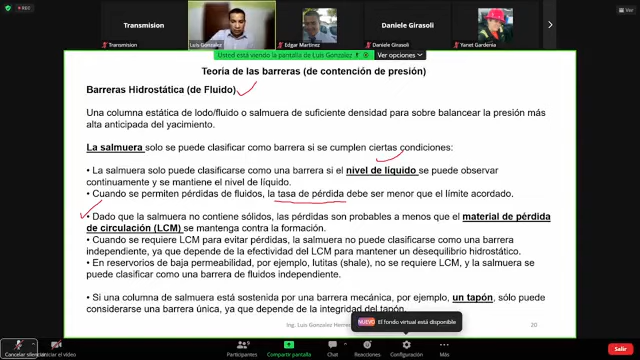 REC
Transmision
Transmision
Luis Gonzalez
Edgar Martinez
Daniele Girasoli
Daniele Girasoli
Yanet Gardenia
Usted está viendo la pantalla de Luis Gonzalez
Ver opciones
Ver
Teoría de las barreras (de contención de presión)
Barreras Hidrostática (de Fluido)
Una columna estática de lodo/fluido o salmuera de suficiente densidad para sobre balancear la presión más
alta anticipada del yacimiento.
La salmuera solo se puede clasificar como barrera si se cumplen ciertas condiciones:
• La salmuera solo puede clasificarse como una barrera si el nivel de líquido se puede observar
continuamente y se mantiene el nivel de líquido.
• Cuando se permiten pérdidas de fluidos, la tasa de pérdida debe ser menor que el límite acordado.
• Dado que la salmuera no contiene sólidos, las pérdidas son probables a menos que el material de pérdida
de circulación (LCM) se mantenga contra la formación.
• Cuando se requiere LCM para evitar pérdidas, la salmuera no puede clasificarse como una barrera
independiente, ya que depende de la efectividad del LCM para mantener un desequilibrio hidrostático.
• En reservorios de baja permeabilidad, por ejemplo, lutitas (shale), no se requiere LCM, y la salmuera se
puede clasificar como una barrera de fluidos independiente.
• Si una columna de salmuera está sostenida por una barrera mecánica, por ejemplo, un tapón, sólo puede
considerarse una barrera única, ya que depende de la integridad del tapón.
Ing. Luis Gonzalez
20
NUEVO El fondo virtual está disponible
Cancelar silenci
Iniciar video
Participantes
9
Compartir pantalla
Chat
Reacciones
Configuración
Salir